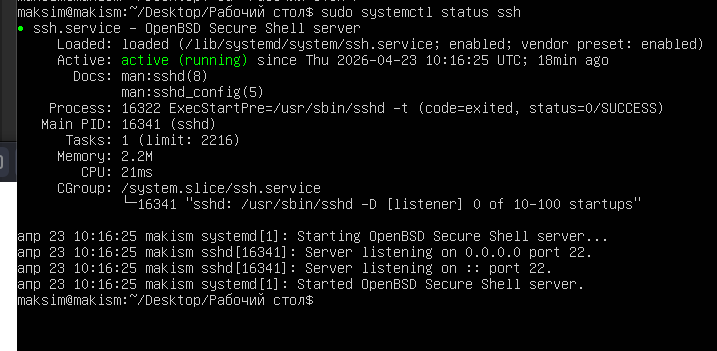 maksim@makism:~/Desktop/Рабочий стол$ sudo systemctl status ssh
● ssh.service - OpenBSD Secure Shell server
Loaded: loaded (/lib/systemd/system/ssh.service; enabled; vendor preset: enabled)
Active: active (running) since Thu 2026-04-23 10:16:25 UTC; 18min ago
Docs: man:sshd(8)
man:sshd_config(5)
Process: 16322 ExecStartPre=/usr/sbin/sshd -t (code=exited, status=0/SUCCESS)
Main PID: 16341 (sshd)
Tasks: 1 (limit: 2216)
Memory: 2.2M
CPU: 21ms
CGroup: /system.slice/ssh.service
└─16341 "sshd: /usr/sbin/sshd -D [listener] 0 of 10-100 startups"
апр 23 10:16:25 makism systemd[1]: Starting OpenBSD Secure Shell server...
апр 23 10:16:25 makism sshd[16341]: Server listening on 0.0.0.0 port 22.
апр 23 10:16:25 makism sshd[16341]: Server listening on :: port 22.
апр 23 10:16:25 makism systemd[1]: Started OpenBSD Secure Shell server.
maksim@makism:~/Desktop/Рабочий стол$